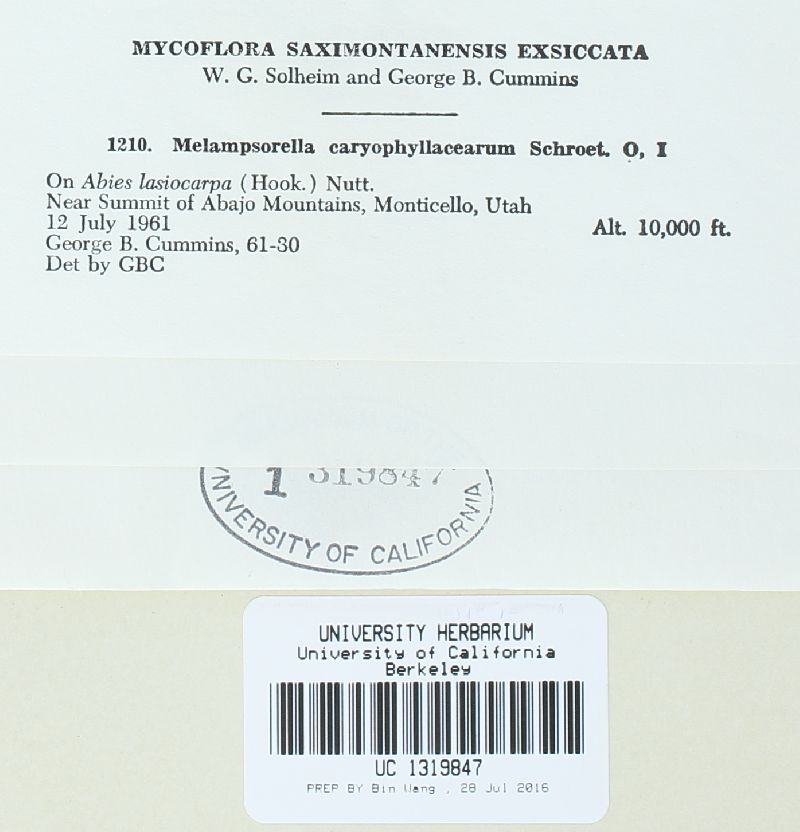 MYCOFLORA SAXIMONTANENSIS EXSICCATA
W. G. Solheim and George B. Cummins
1210. Melampsorella caryophyllacearum Schroet. O, I
On Abies lasiocarpa (Hook.) Nutt.
Near Summit of Abajo Mountains, Monticello, Utah
12 July 1961
Alt. 10,000 ft.
George B. Cummins, 61-30
Det by GBC
1 319847
UNIVERSITY OF CALIFORNIA
UNIVERSITY HERBARIUM
University of California
Berkeley
UC 1319847
PREP BY Bin Wang , 28 Jul 2016